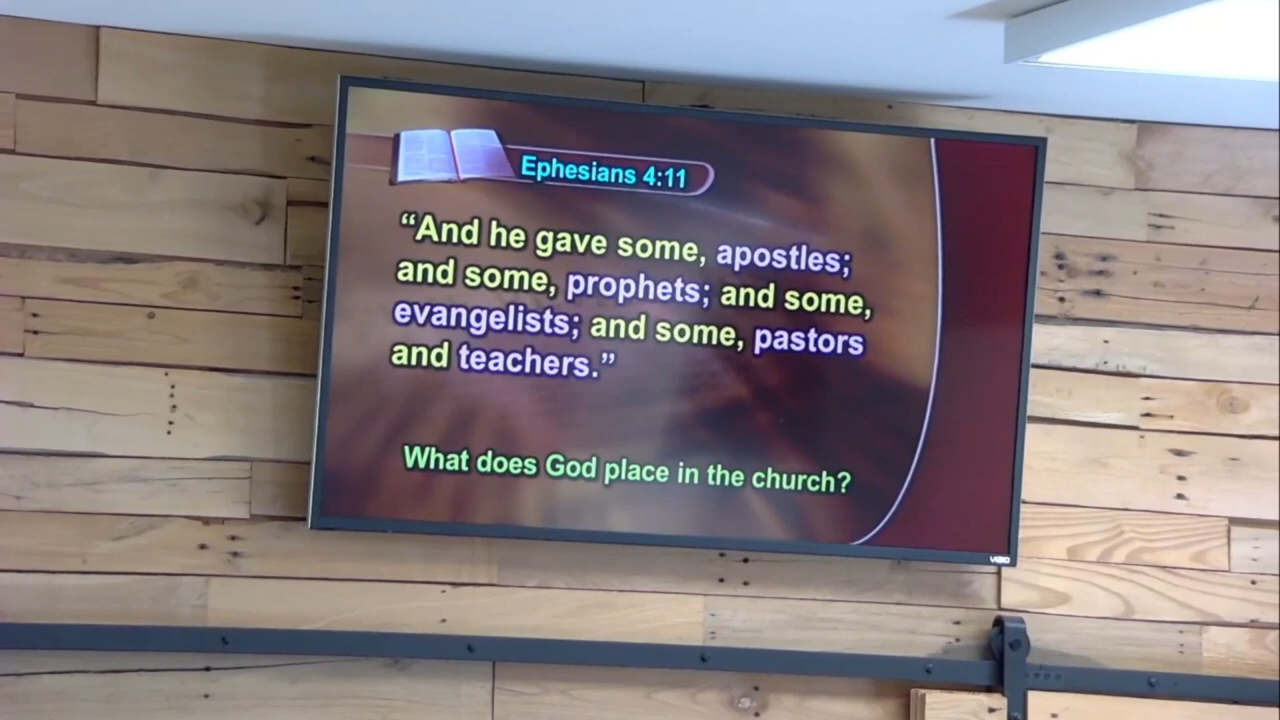 Ephesians 4:11
“And he gave some, apostles;
and some, prophets; and some,
evangelists; and some, pastors
and teachers.”
What does God place in the church?
VIZIO